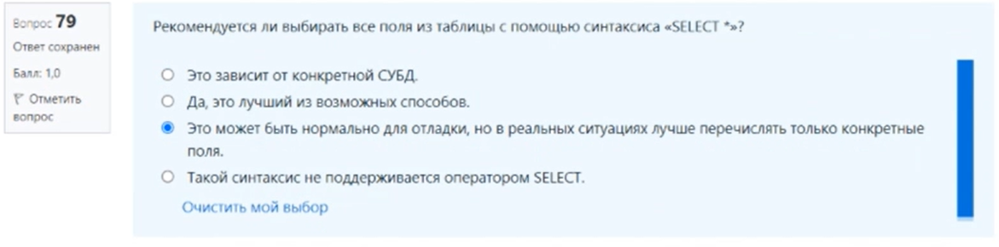 Вопрос 79
Ответ сохранен
Балл: 1,0
Отметить
вопрос
Рекомендуется ли выбирать все поля из таблицы с помощью синтаксиса «SELECT *»?
Это зависит от конкретной СУБД.
Да, это лучший из возможных способов.
Это может быть нормально для отладки, но в реальных ситуациях лучше перечислять только конкретные
поля.
Такой синтаксис не поддерживается оператором SELECT.
Очистить мой выбор